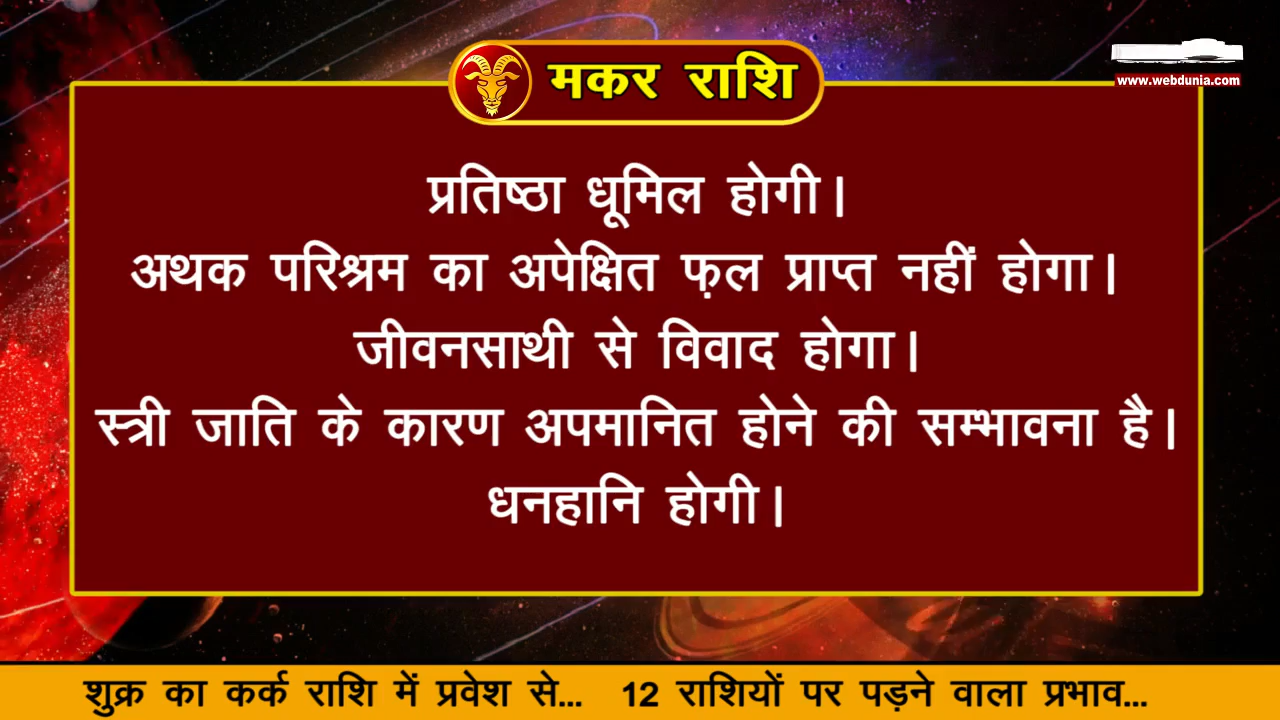 मकर राशि
www.webdunia.com
प्रतिष्ठा धूमिल होगी।
अथक परिश्रम का अपेक्षित फ़ल प्राप्त नहीं होगा।
जीवनसाथी से विवाद होगा।
स्त्री जाति के कारण अपमानित होने की सम्भावना है।
धनहानि होगी।
शुक्र का कर्क राशि में प्रवेश से... 12 राशियों पर पड़ने वाला प्रभाव...